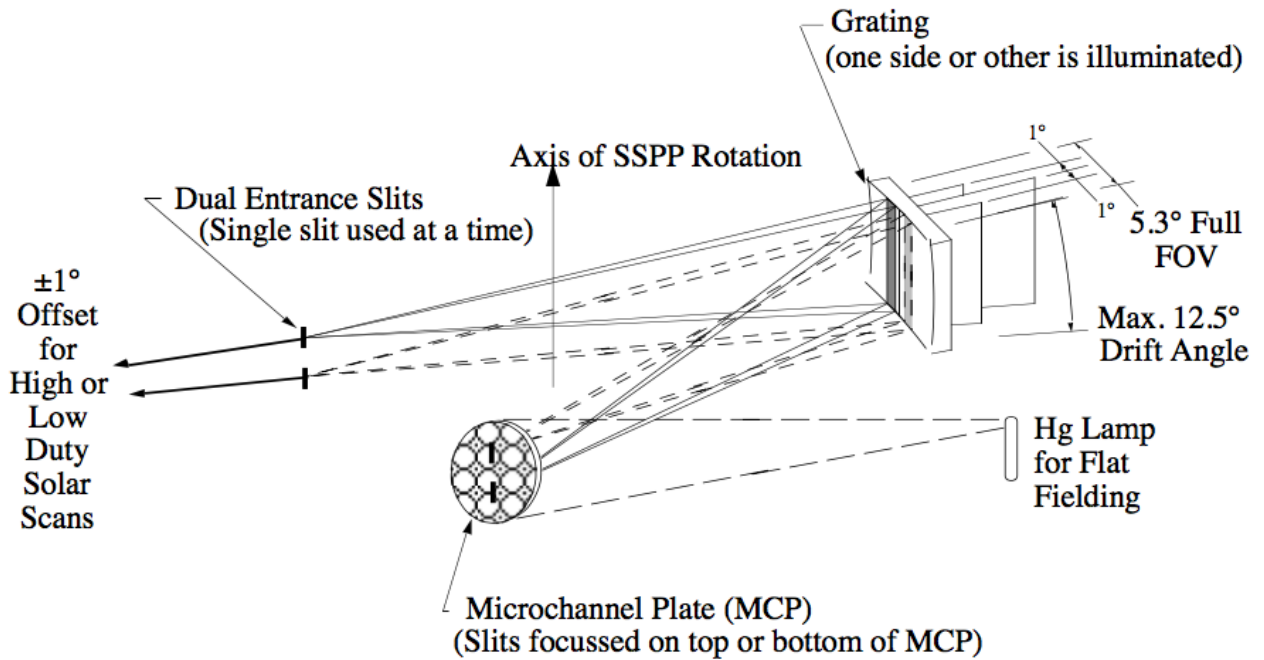 Grating
(one side or other is illuminated)
1°
Axis of SSPP Rotation
Dual Entrance Slits
(Single slit used at a time)
1°
5.3° Full
FOV
±1°
Offset
for
High or
Low
Duty
Solar
Scans
Max. 12.5°
Drift Angle
Hg Lamp
for Flat
Fielding
Microchannel Plate (MCP)
(Slits focussed on top or bottom of MCP)